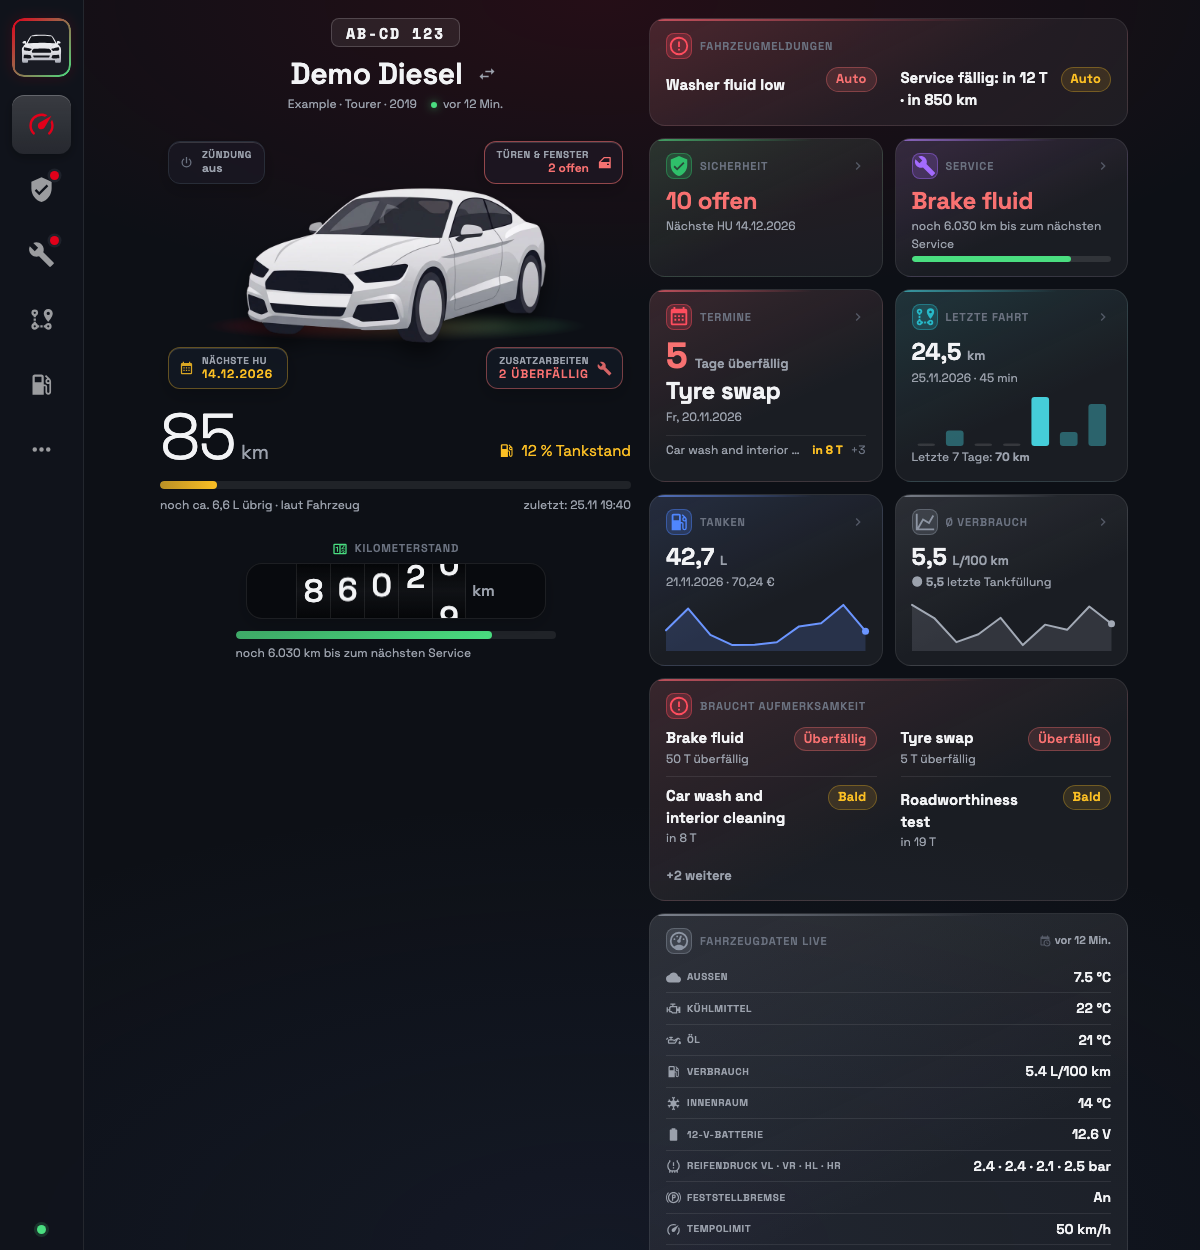 AB-CD 123
Demo Diesel
Example · Tourer · 2019 vor 12 Min.
ZÜNDUNG
aus
TÜREN & FENSTER
2 offen
NÄCHSTE HU
14.12.2026
ZUSATZARBEITEN
2 ÜBERFÄLLIG
85 km
12 % Tankstand
noch ca. 6,6 L übrig · laut Fahrzeug
zuletzt: 25.11 19:40
KILOMETERSTAND
8 6 0 2 km
noch 6.030 km bis zum nächsten Service
FAHRZEUGMELDUNGEN
Washer fluid low
Auto
Service fällig: in 12 T
· in 850 km
Auto
SICHERHEIT
10 offen
Nächste HU 14.12.2026
SERVICE
Brake fluid
noch 6.030 km bis zum nächsten
Service
TERMINE
5 Tage überfällig
Tyre swap
Fr, 20.11.2026
Car wash and interior ... in 8 T +3
LETZTE FAHRT
24,5 km
25.11.2026 · 45 min
Letzte 7 Tage: 70 km
TANKEN
42,7 L
21.11.2026 · 70,24 €
Ø VERBRAUCH
5,5 L/100 km
5,5 letzte Tankfüllung
BRAUCHT AUFMERKSAMKEIT
Brake fluid
Überfällig
50 T überfällig
Tyre swap
Überfällig
5 T überfällig
Car wash and
interior cleaning
Bald
in 8 T
Roadworthiness
test
Bald
in 19 T
+2 weitere
FAHRZEUGDATEN LIVE
vor 12 Min.
AUSSEN 7.5 °C
KÜHLMITTEL 22 °C
ÖL 21 °C
VERBRAUCH 5.4 L/100 km
INNENRAUM 14 °C
12-V-BATTERIE 12.6 V
REIFENDRUCK VL · VR · HL · HR 2.4 · 2.4 · 2.1 · 2.5 bar
FESTSTELLBREMSE An
TEMPOLIMIT 50 km/h